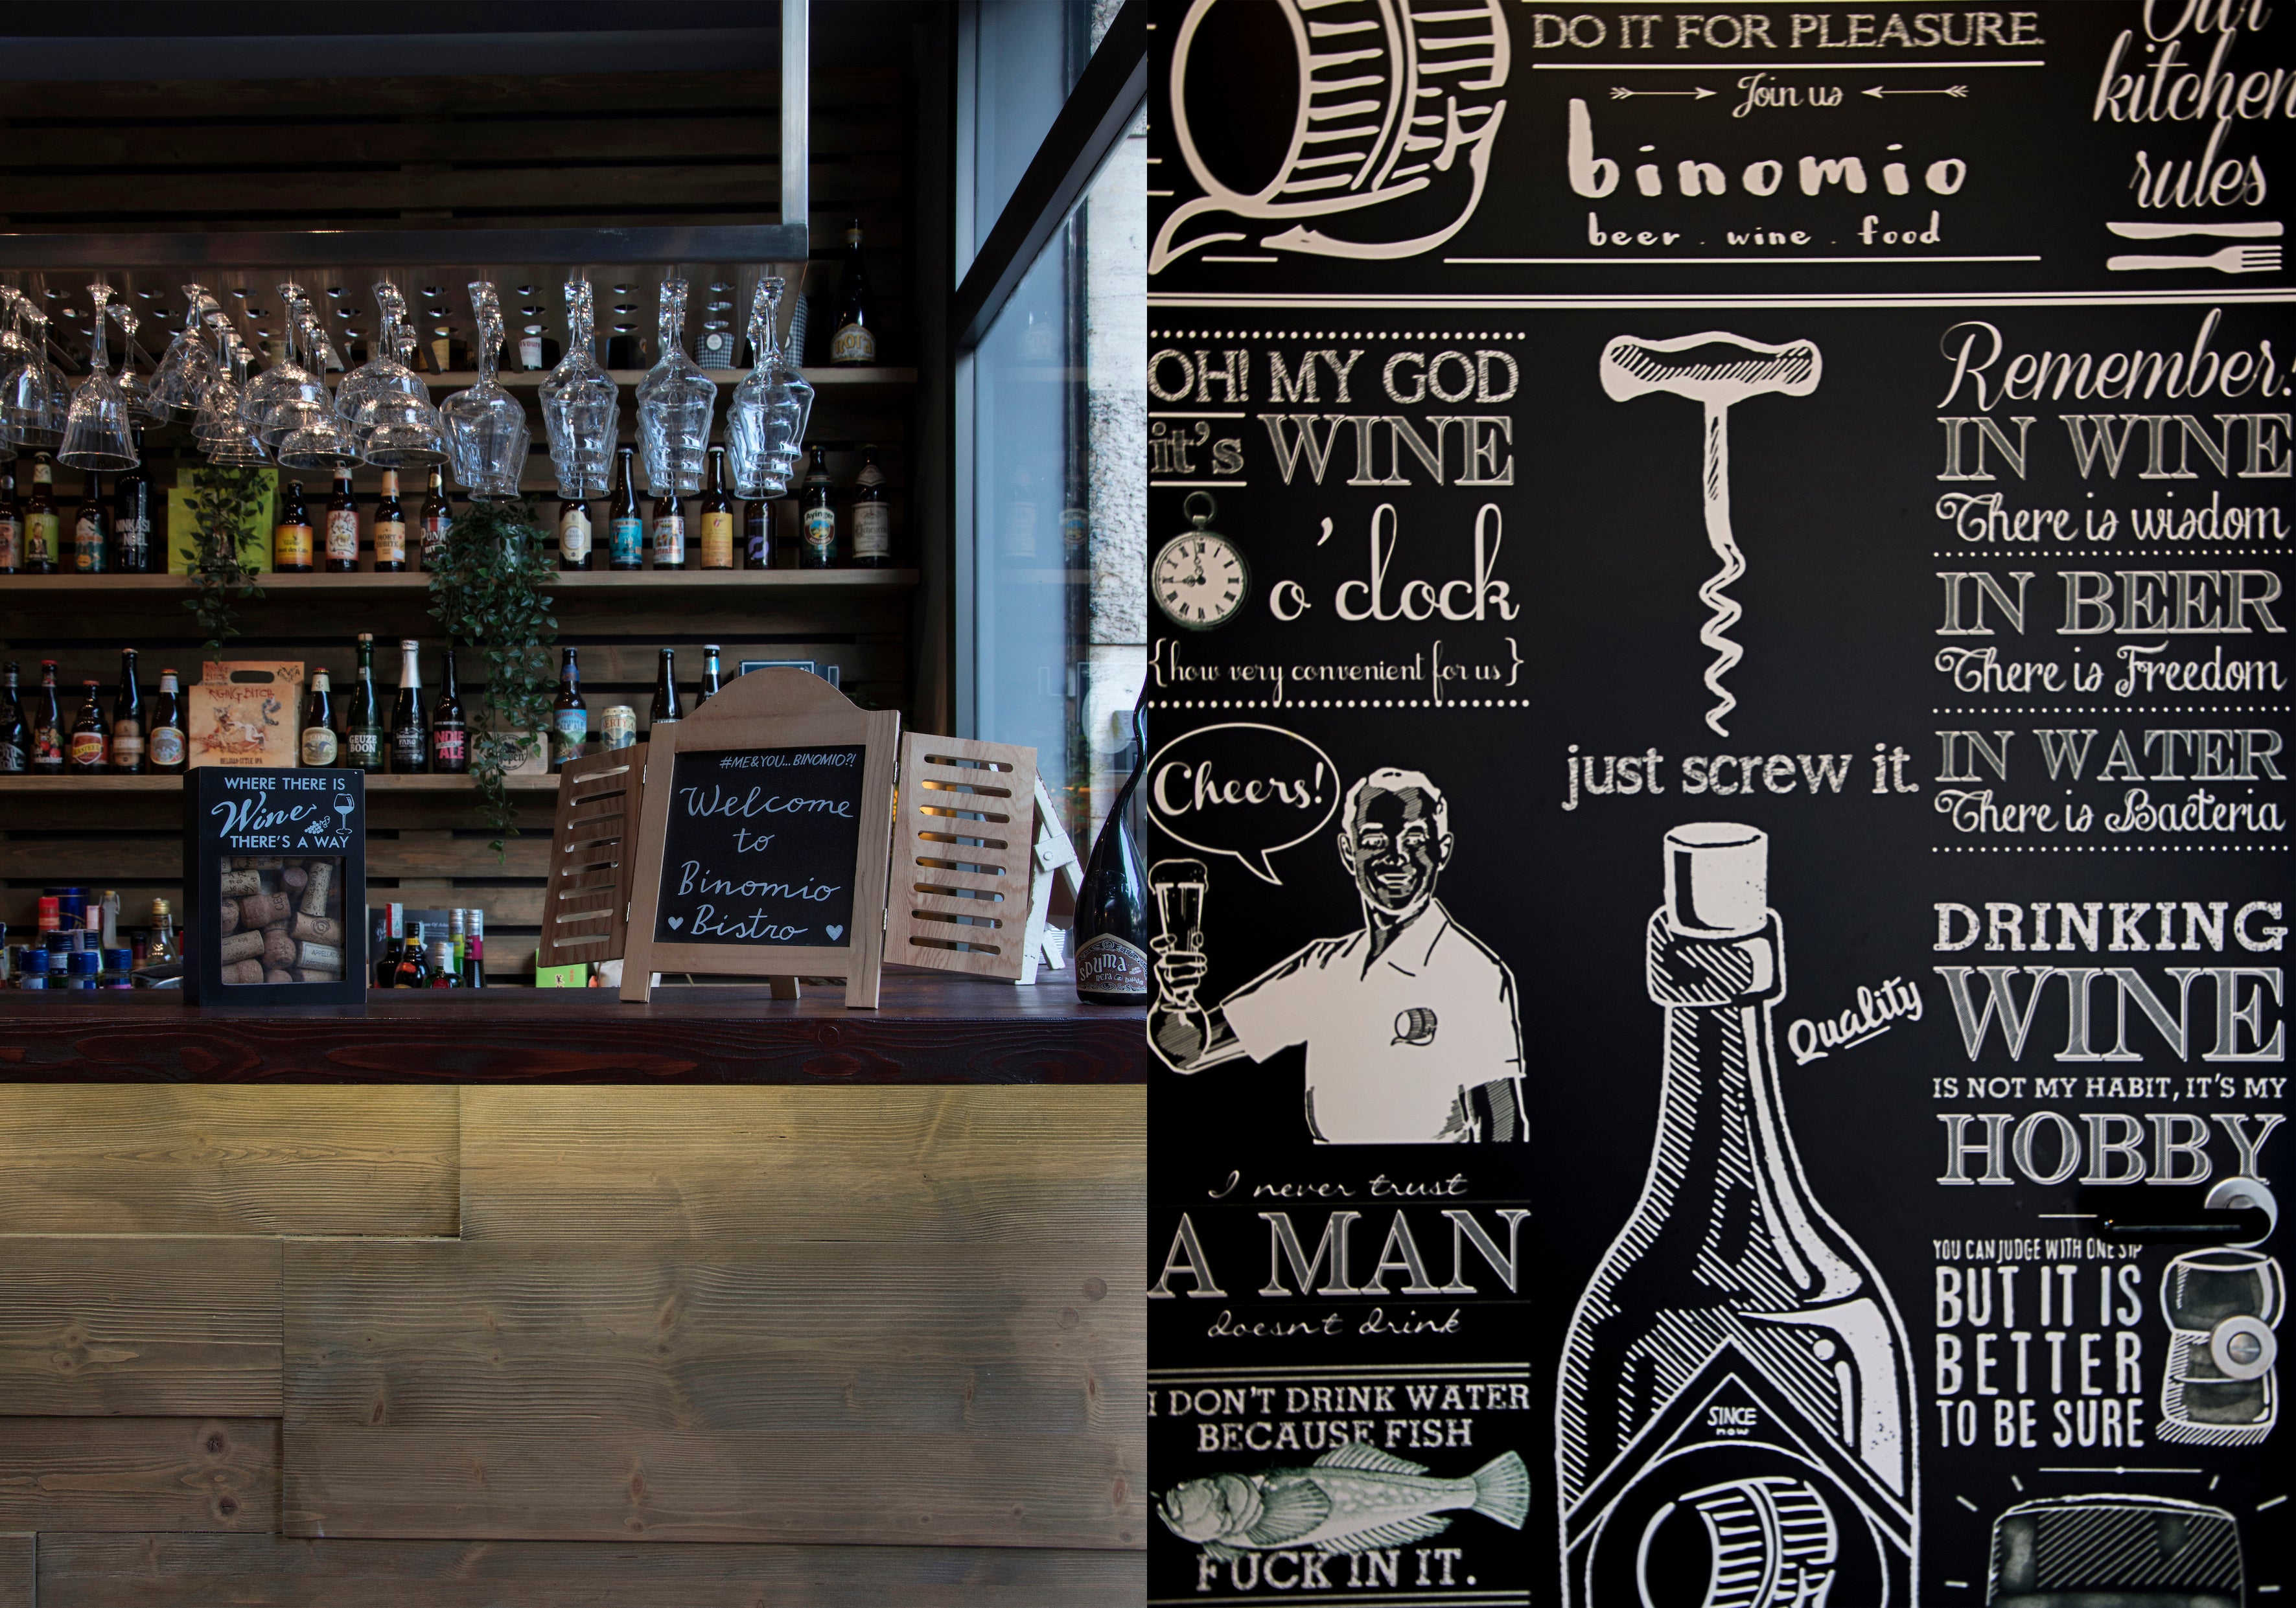 WHERE THERE IS
Wine
THERE'S A WAY
#ME&YOU...BINOMIO?!
Welcome
to
Binomio
Bistro
spuma
GEUZE
BOON
FARO
INDIE
ALE
Ayinger
PUNK
DO IT FOR PLEASURE
Join us
binomio
beer . wine . food
Our
kitchen
rules
OH! MY GOD
it's WINE
o'clock
{how very convenient for us}
Cheers!
I never trust
A MAN
doesn't drink
I DON'T DRINK WATER
BECAUSE FISH
FUCK IN IT.
just screw it.
Quality
SINCE
now
Remember!
IN WINE
There is wisdom
IN BEER
There is Freedom
IN WATER
There is Bacteria
DRINKING
WINE
IS NOT MY HABIT, IT'S MY
HOBBY
YOU CAN JUDGE WITH ONE SIP
BUT IT IS
BETTER
TO BE SURE